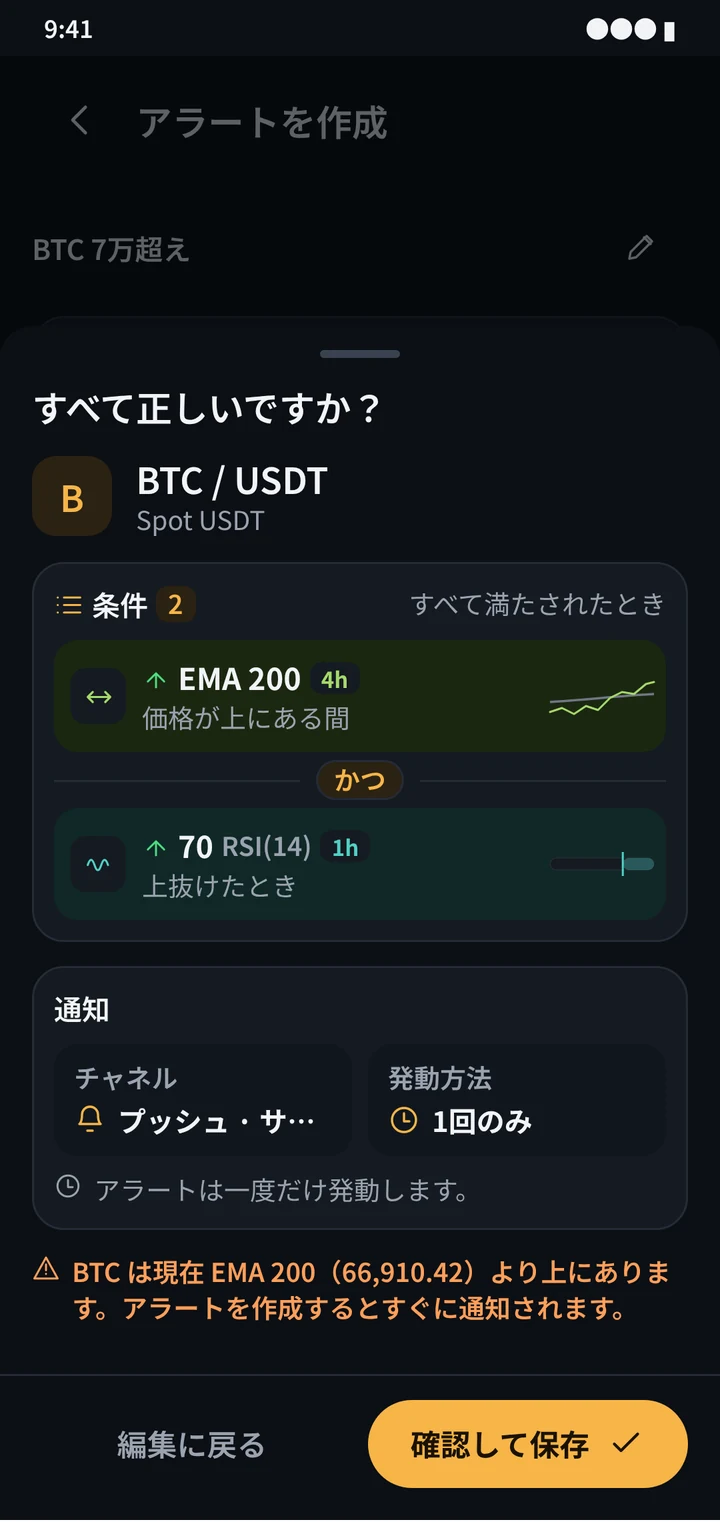 9:41
アラートを作成
BTC 7万超え
すべて正しいですか？
B
BTC / USDT
Spot USDT
条件 2
すべて満たされたとき
EMA 200 4h
価格が上にある間
かつ
70 RSI(14) 1h
上抜けたとき
通知
チャネル
プッシュ・サ…
発動方法
1回のみ
アラートは一度だけ発動します。
BTC は現在 EMA 200（66,910.42）より上にありま
す。アラートを作成するとすぐに通知されます。
編集に戻る
確認して保存